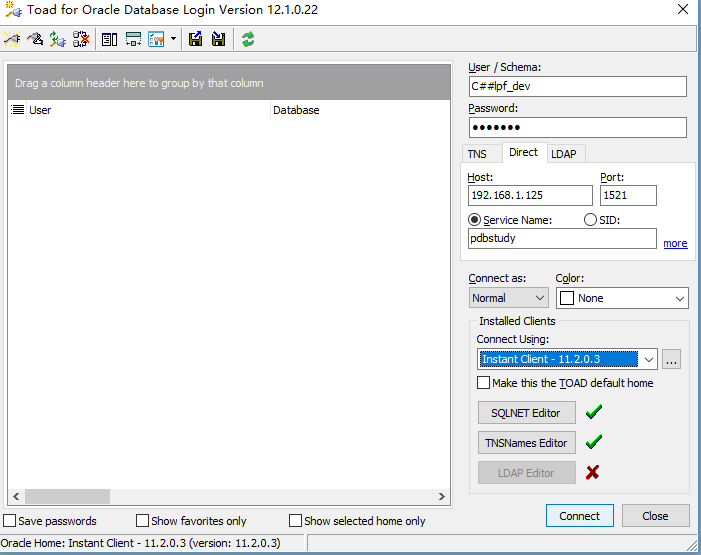 Toad for Oracle Database Login Version 12.1.0.22
Drag a column header here to group by that column
User Database
User / Schema:
C##lpf_dev
Password:
●●●●●●●
TNS Direct LDAP
Host: Port:
192.168.1.125 1521
Service Name: SID:
pdbstudy
more
Connect as: Color:
Normal None
Installed Clients
Connect Using:
Instant Client - 11.2.0.3 ...
Make this the TOAD default home
SQLNET Editor
TNSNames Editor
LDAP Editor
Save passwords Show favorites only Show selected home only
Connect Close
Oracle Home: Instant Client - 11.2.0.3 (version: 11.2.0.3)